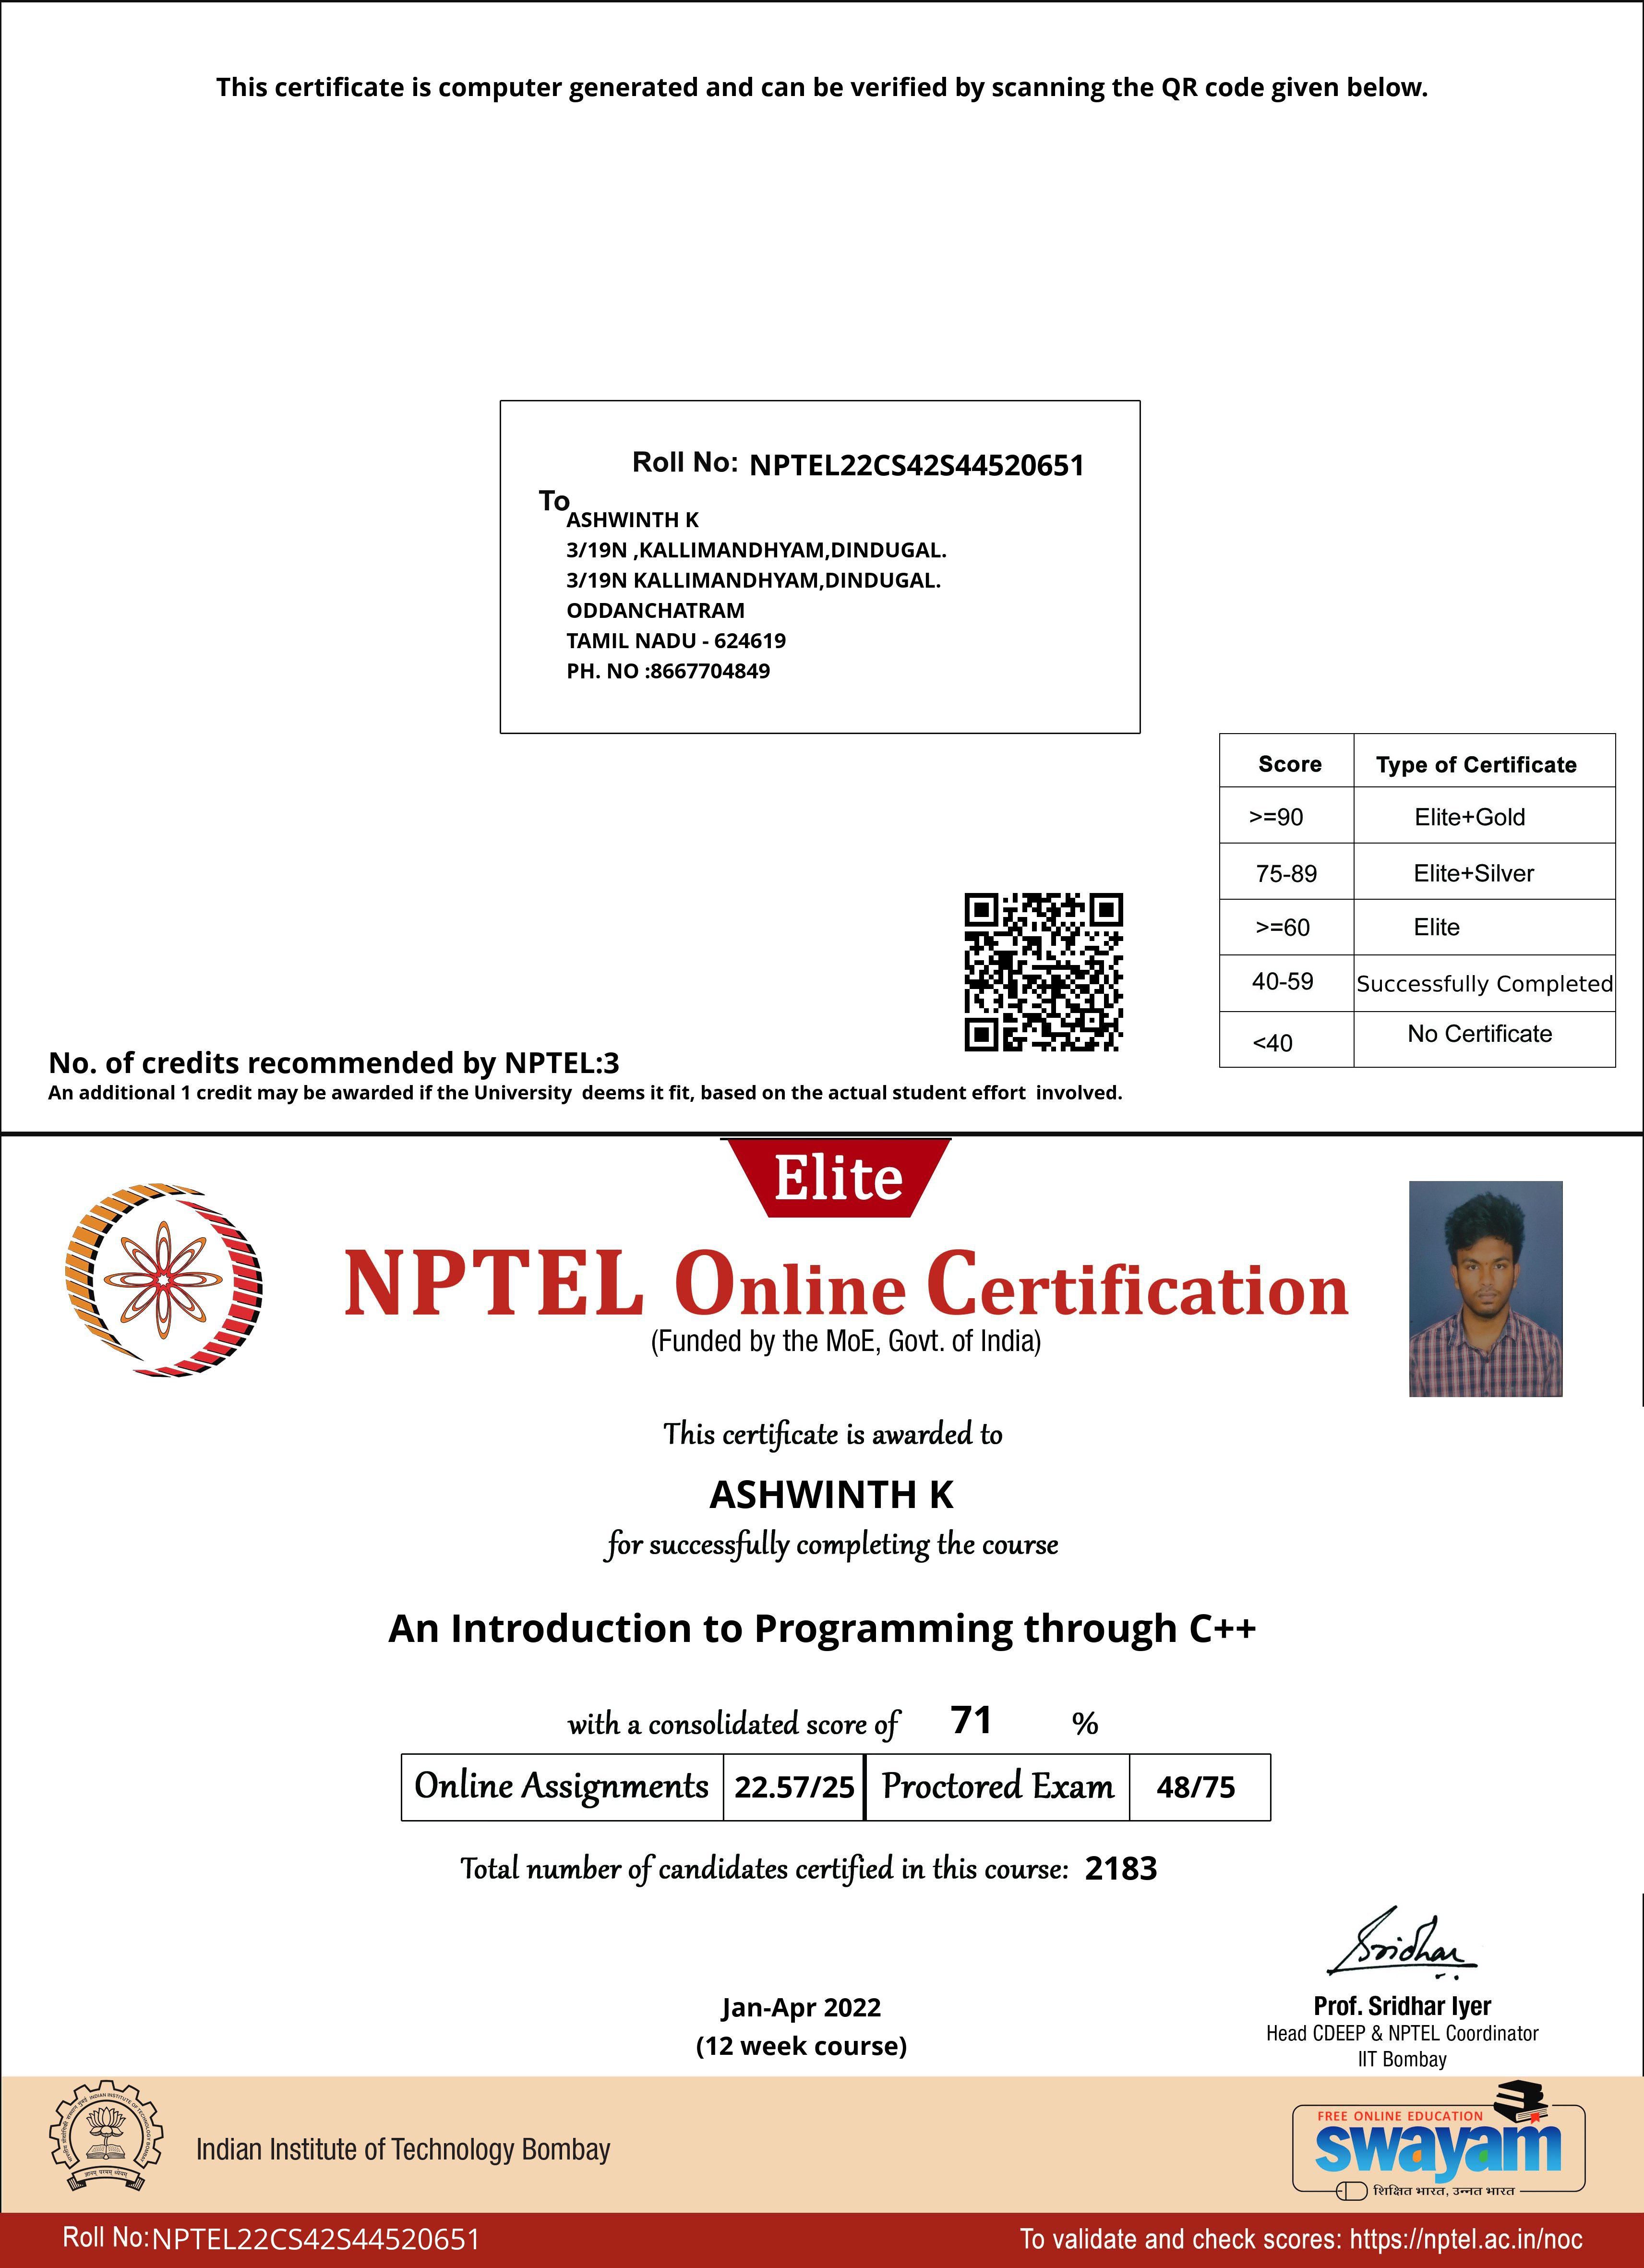 This certificate is computer generated and can be verified by scanning the QR code given below.
Roll No: NPTEL22CS42S44520651
To
ASHWINTH K
3/19N ,KALLIMANDHYAM,DINDUGAL.
3/19N KALLIMANDHYAM,DINDUGAL.
ODDANCHATRAM
TAMIL NADU - 624619
PH. NO :8667704849
Score Type of Certificate
>=90 Elite+Gold
75-89 Elite+Silver
>=60 Elite
40-59 Successfully Completed
<40 No Certificate
No. of credits recommended by NPTEL:3
An additional 1 credit may be awarded if the University deems it fit, based on the actual student effort involved.
Elite
NPTEL Online Certification
(Funded by the MoE, Govt. of India)
This certificate is awarded to
ASHWINTH K
for successfully completing the course
An Introduction to Programming through C++
with a consolidated score of 71 %
Online Assignments 22.57/25 Proctored Exam 48/75
Total number of candidates certified in this course: 2183
Sridhar
Jan-Apr 2022
(12 week course)
Prof. Sridhar Iyer
Head CDEEP & NPTEL Coordinator
IIT Bombay
INDIAN INSTITUTE OF TECHNOLOGY BOMBAY
ज्ञानम् परमम् ध्येयम्
Indian Institute of Technology Bombay
FREE ONLINE EDUCATION
swayam
शिक्षित भारत, उन्नत भारत
Roll No:NPTEL22CS42S44520651
To validate and check scores: https://nptel.ac.in/noc